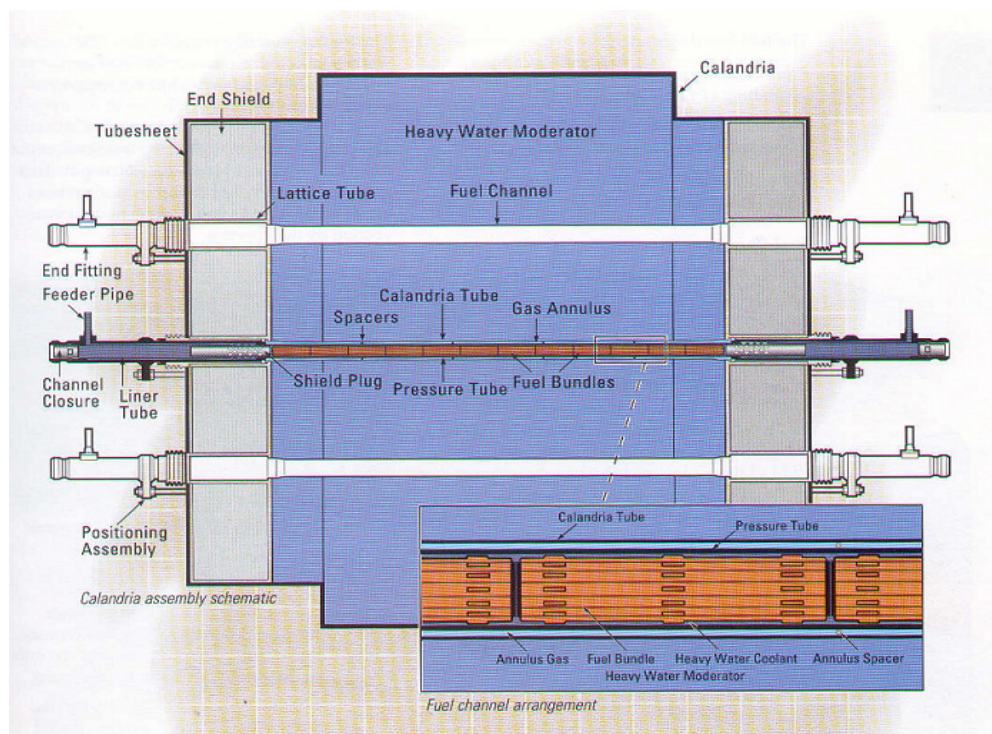 Calandria
End Shield
Tubesheet
Heavy Water Moderator
Lattice Tube
Fuel Channel
End Fitting
Feeder Pipe
Calandria Tube
Spacers
Gas Annulus
Channel
Closure
Liner
Tube
Shield Plug
Pressure Tube
Fuel Bundles
Positioning
Assembly
Calandria assembly schematic
Calandria Tube
Pressure Tube
Annulus Gas
Fuel Bundle
Heavy Water Coolant
Annulus Spacer
Heavy Water Moderator
Fuel channel arrangement